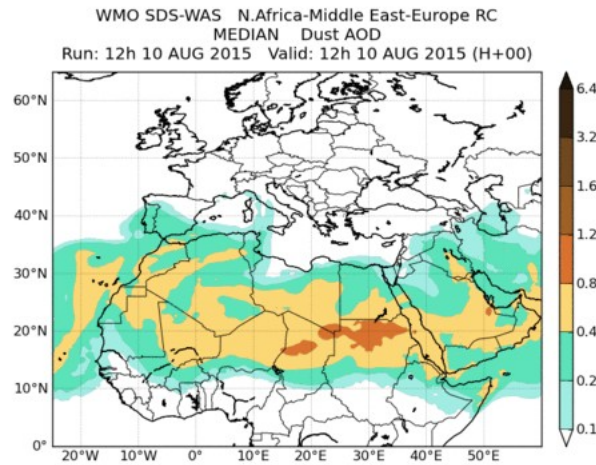 WMO SDS-WAS N.Africa-Middle East-Europe RC
MEDIAN Dust AOD
Run: 12h 10 AUG 2015 Valid: 12h 10 AUG 2015 (H+00)
60°N
50°N
40°N
30°N
20°N
10°N
0°
20°W
10°W
0°
10°E
20°E
30°E
40°E
50°E
6.4
3.2
1.6
1.2
0.8
0.4
0.2
0.1